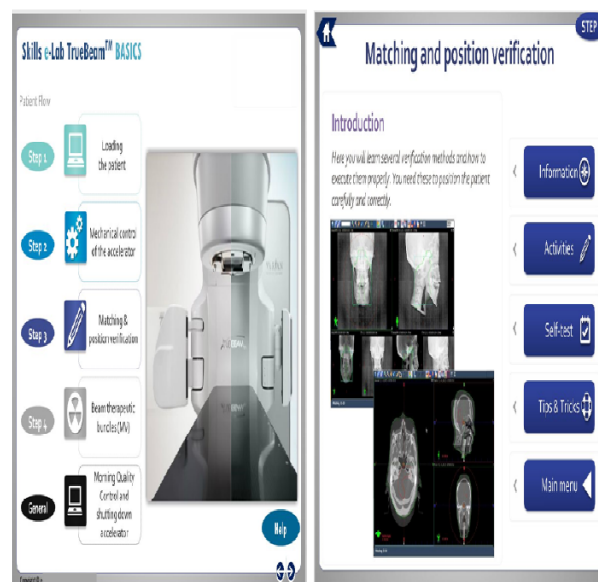 Skills e-Lab TrueBeam™ BASICS
Patient Flow
Step 1
Loading
the patient
Step 2
Mechanical control
of the accelerator
Step 3
Matching &
position verification
Step 4
Beam therapeutic
bundles (MV)
General
Morning Quality
Control and
shutting down
accelerator
Help
STEP
Matching and position verification
Introduction
Here you will learn several verification methods and how to
execute them properly. You need these to position the patient
carefully and correctly.
Information
Activities
Self-test
Tips & Tricks
Main menu